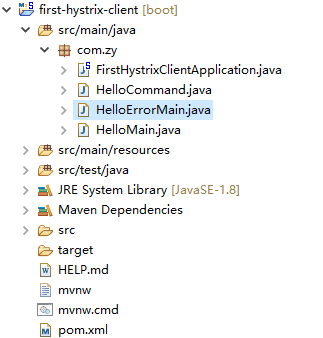 first-hystrix-client [boot]
src/main/java
com.zy
FirstHystrixClientApplication.java
HelloCommand.java
HelloErrorMain.java
HelloMain.java
src/main/resources
src/test/java
JRE System Library [JavaSE-1.8]
Maven Dependencies
src
target
HELP.md
mvnw
mvnw.cmd
pom.xml